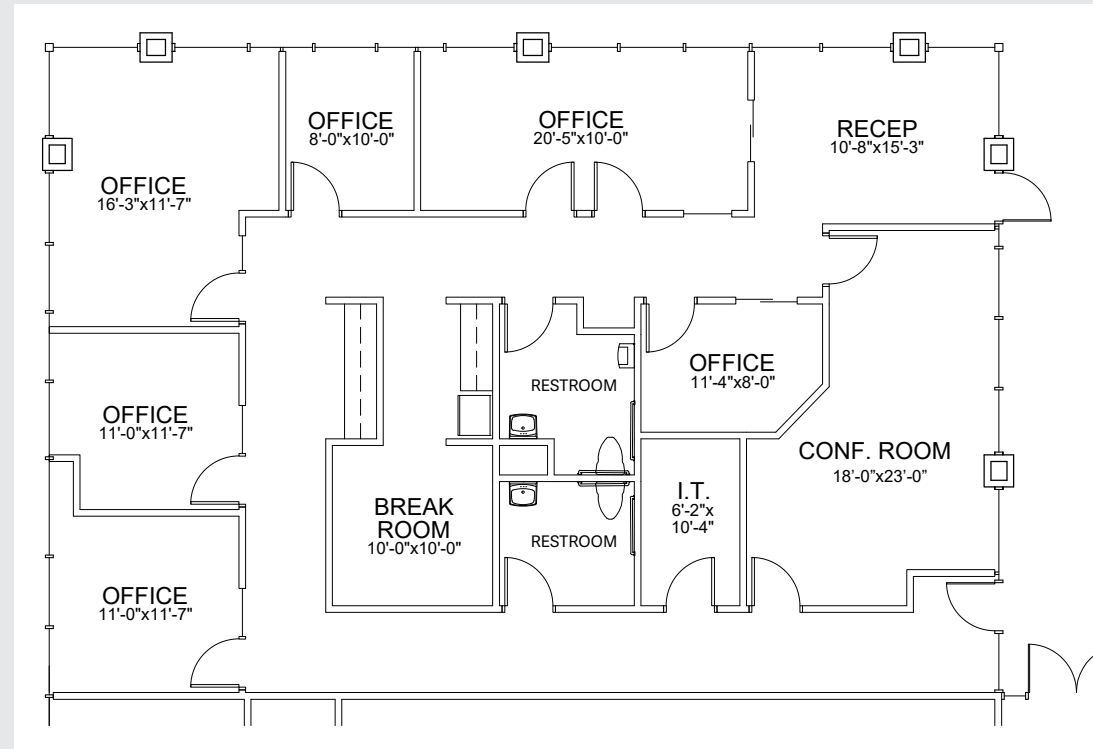 OFFICE
8'-0"x10'-0"
OFFICE
20'-5"x10'-0"
RECEP
10'-8"x15'-3"
OFFICE
16'-3"x11'-7"
OFFICE
11'-4"x8'-0"
RESTROOM
OFFICE
11'-0"x11'-7"
CONF. ROOM
18'-0"x23'-0"
BREAK
ROOM
10'-0"x10'-0"
I.T.
6'-2"x
10'-4"
RESTROOM
OFFICE
11'-0"x11'-7"